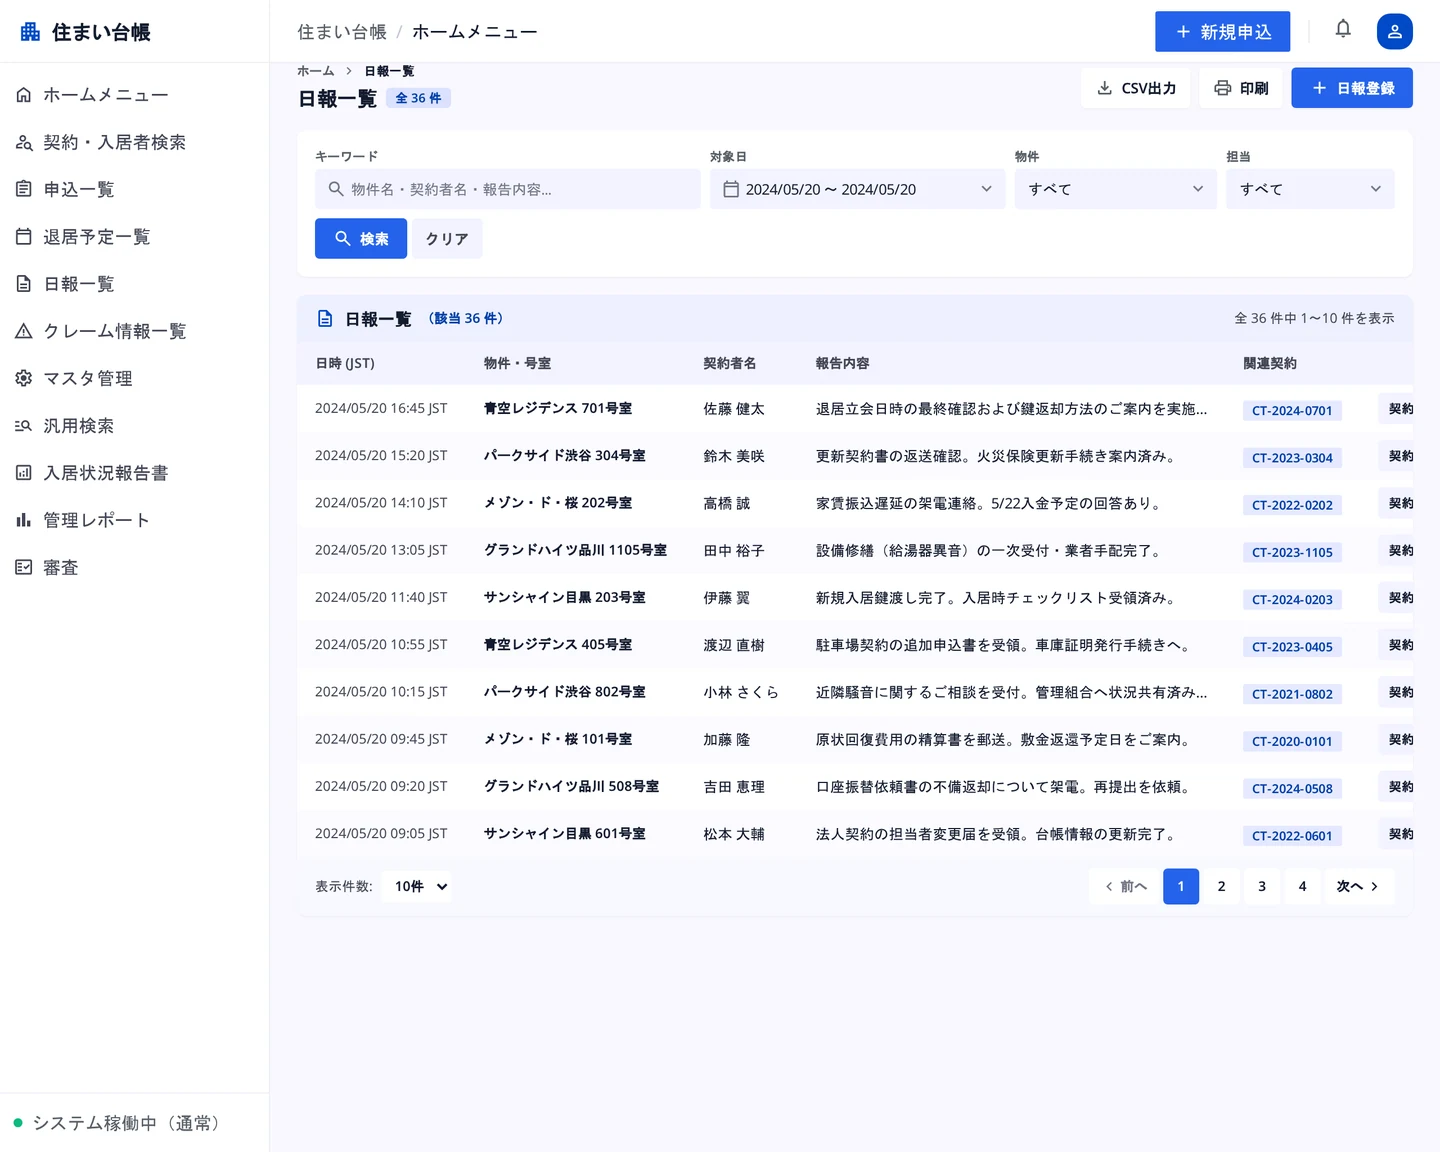 住まい台帳
住まい台帳 / ホームメニュー
＋ 新規申込
ホームメニュー
契約・入居者検索
申込一覧
退居予定一覧
日報一覧
クレーム情報一覧
マスタ管理
汎用検索
入居状況報告書
管理レポート
審査
システム稼働中（通常）
ホーム > 日報一覧
日報一覧 全 36 件
CSV出力 印刷 ＋ 日報登録
キーワード 対象日 物件 担当
物件名・契約者名・報告内容... 2024/05/20 〜 2024/05/20 すべて すべて
検索 クリア
日報一覧 （該当 36 件） 全 36 件中 1〜10 件を表示
日時 (JST) 物件・号室 契約者名 報告内容 関連契約
2024/05/20 16:45 JST 青空レジデンス 701号室 佐藤 健太 退居立会日時の最終確認および鍵返却方法のご案内を実施... CT-2024-0701 契約
2024/05/20 15:20 JST パークサイド渋谷 304号室 鈴木 美咲 更新契約書の返送確認。火災保険更新手続き案内済み。 CT-2023-0304 契約
2024/05/20 14:10 JST メゾン・ド・桜 202号室 高橋 誠 家賃振込遅延の架電連絡。5/22入金予定の回答あり。 CT-2022-0202 契約
2024/05/20 13:05 JST グランドハイツ品川 1105号室 田中 裕子 設備修繕（給湯器異音）の一次受付・業者手配完了。 CT-2023-1105 契約
2024/05/20 11:40 JST サンシャイン目黒 203号室 伊藤 翼 新規入居鍵渡し完了。入居時チェックリスト受領済み。 CT-2024-0203 契約
2024/05/20 10:55 JST 青空レジデンス 405号室 渡辺 直樹 駐車場契約の追加申込書を受領。車庫証明発行手続きへ。 CT-2023-0405 契約
2024/05/20 10:15 JST パークサイド渋谷 802号室 小林 さくら 近隣騒音に関するご相談を受付。管理組合へ状況共有済み... CT-2021-0802 契約
2024/05/20 09:45 JST メゾン・ド・桜 101号室 加藤 隆 原状回復費用の精算書を郵送。敷金返還予定日をご案内。 CT-2020-0101 契約
2024/05/20 09:20 JST グランドハイツ品川 508号室 吉田 恵理 口座振替依頼書の不備返却について架電。再提出を依頼。 CT-2024-0508 契約
2024/05/20 09:05 JST サンシャイン目黒 601号室 松本 大輔 法人契約の担当者変更届を受領。台帳情報の更新完了。 CT-2022-0601 契約
表示件数: 10件 < 前へ 1 2 3 4 次へ >